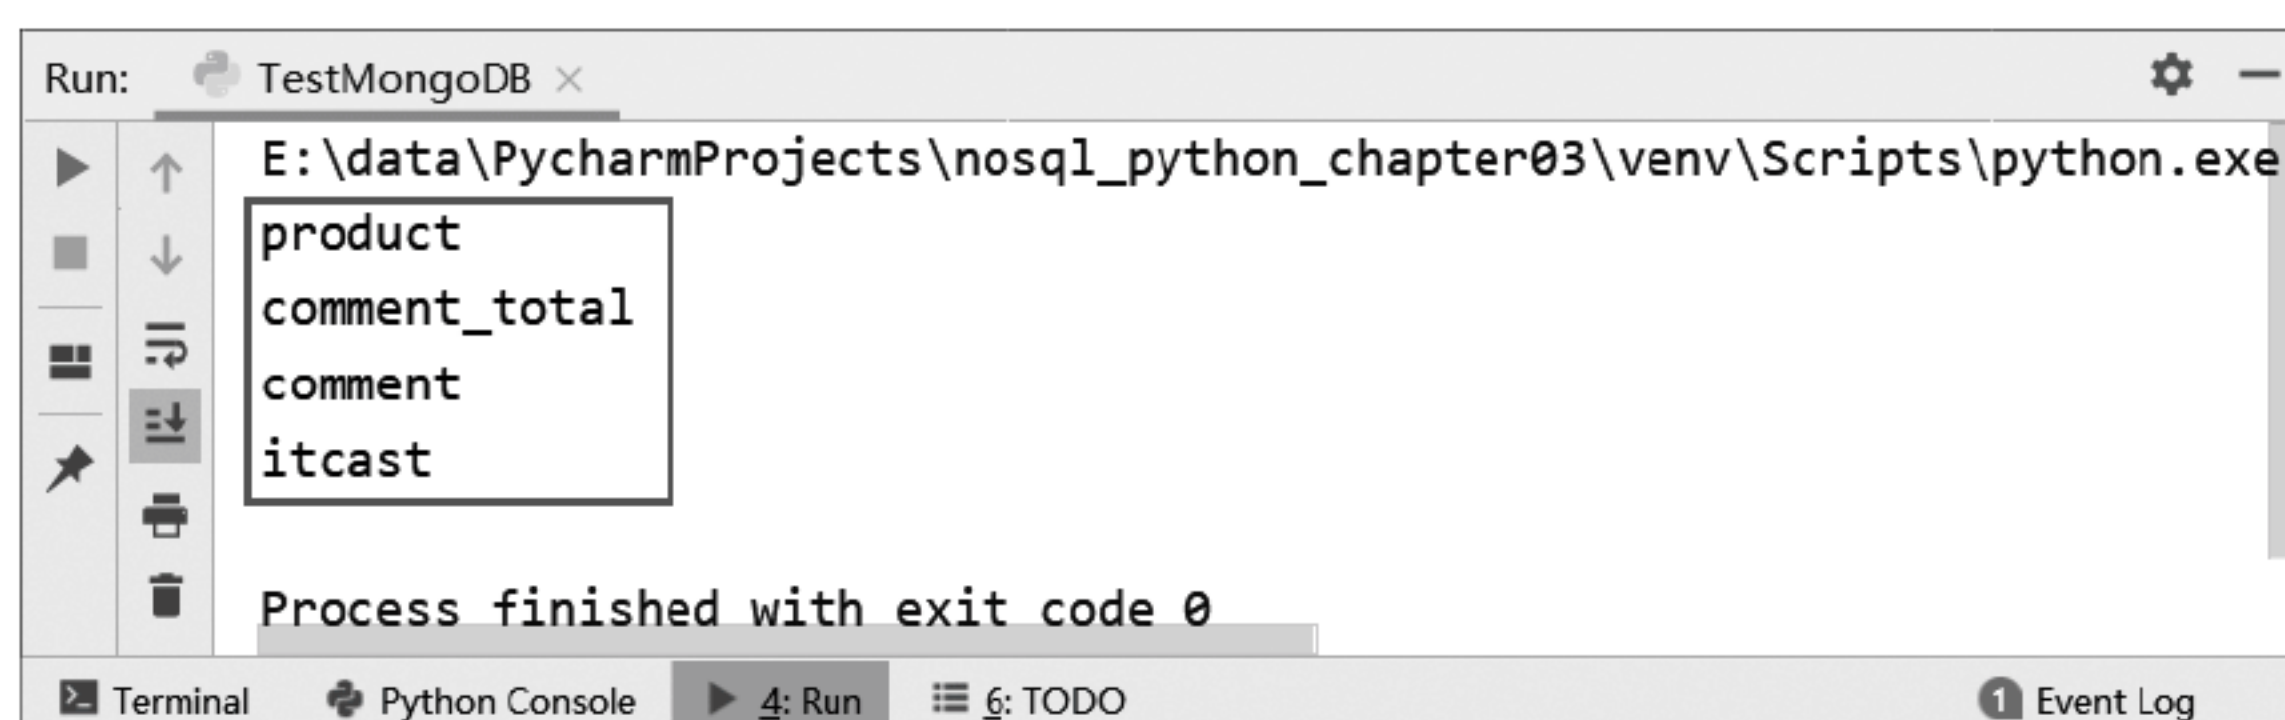 Run: TestMongoDB
E:\data\PycharmProjects\nosql_python_chapter03\venv\Scripts\python.exe
product
comment_total
comment
itcast
Process finished with exit code 0
Terminal Python Console 4: Run 6: TODO 1 Event Log